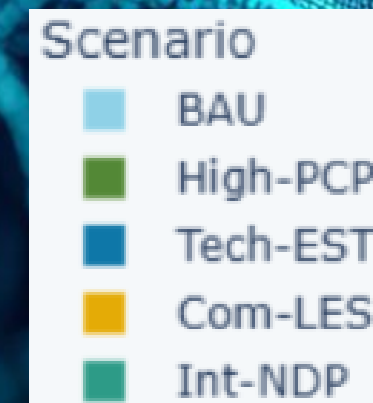 Scenario
BAU
High-PCP
Tech-EST
Com-LES
Int-NDP